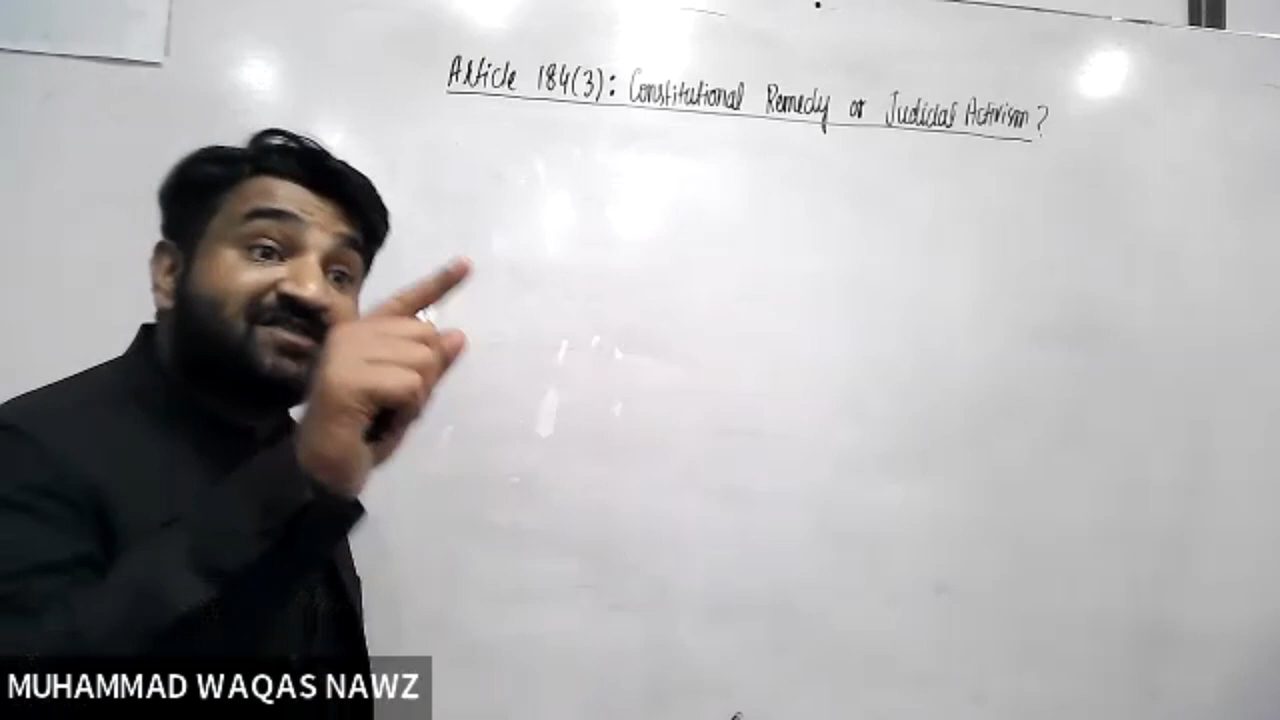 Article 184(3): Constitutional Remedy or Judicial Activism?
MUHAMMAD WAQAS NAWZ